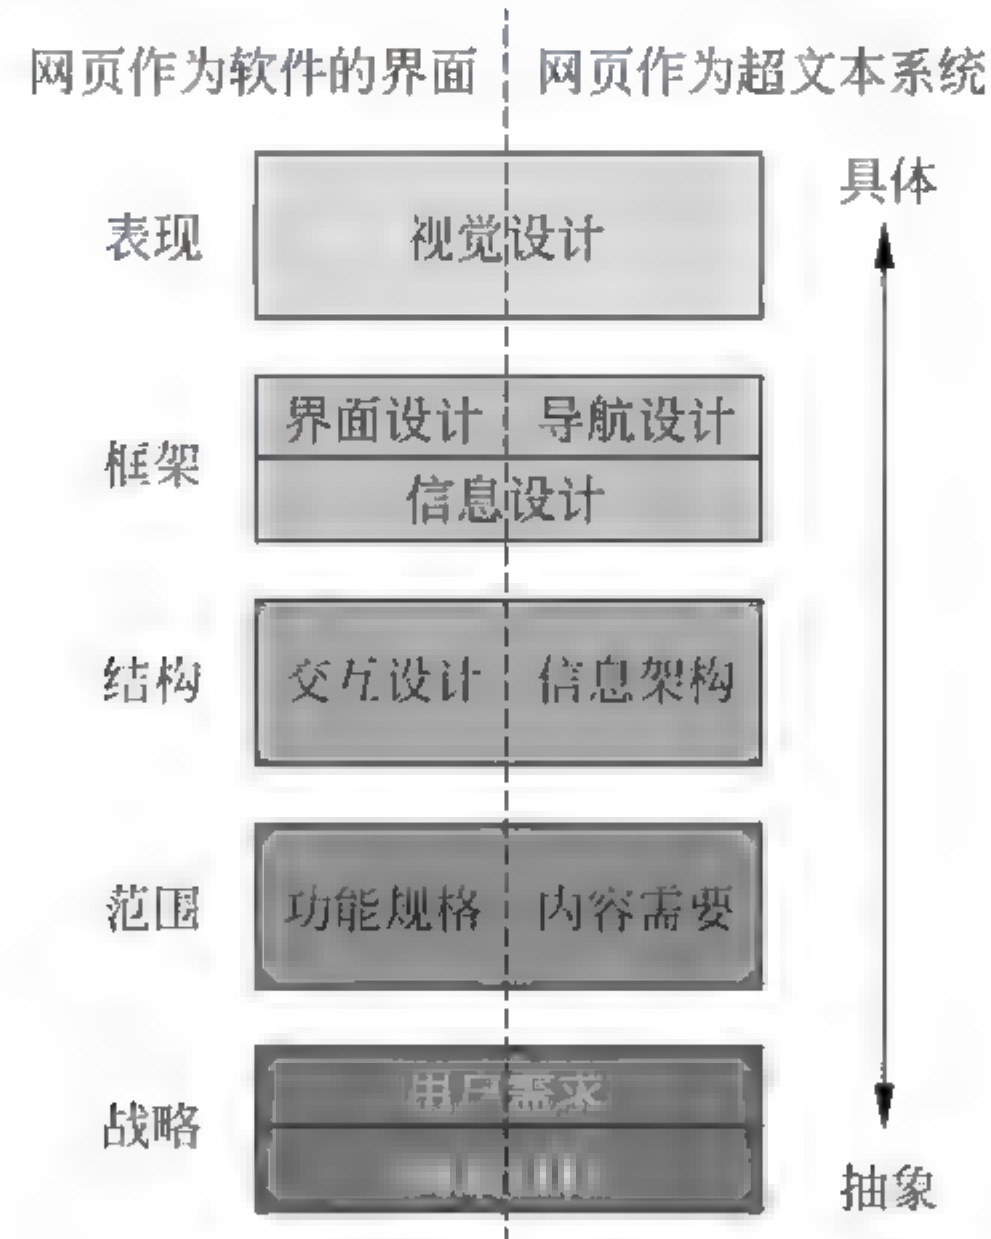 网页作为软件的界面 网页作为超文本系统
具体
表现 视觉设计
界面设计 导航设计
框架
信息设计
结构 交互设计 信息架构
范围 功能规格 内容需要
用户需求
战略
抽象